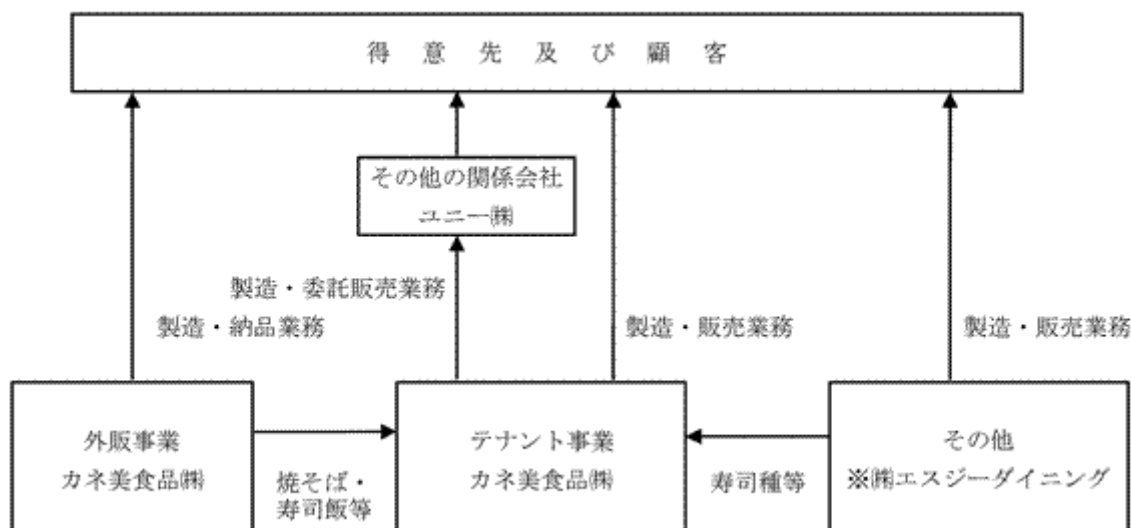 得意先及び顧客
その他の関係会社
ユニー㈱
製造・委託販売業務
製造・納品業務
製造・販売業務
製造・販売業務
外販事業
カネ美食品㈱
焼そば・
寿司飯等
テナント事業
カネ美食品㈱
寿司種等
その他
※㈱エスジーダイニング